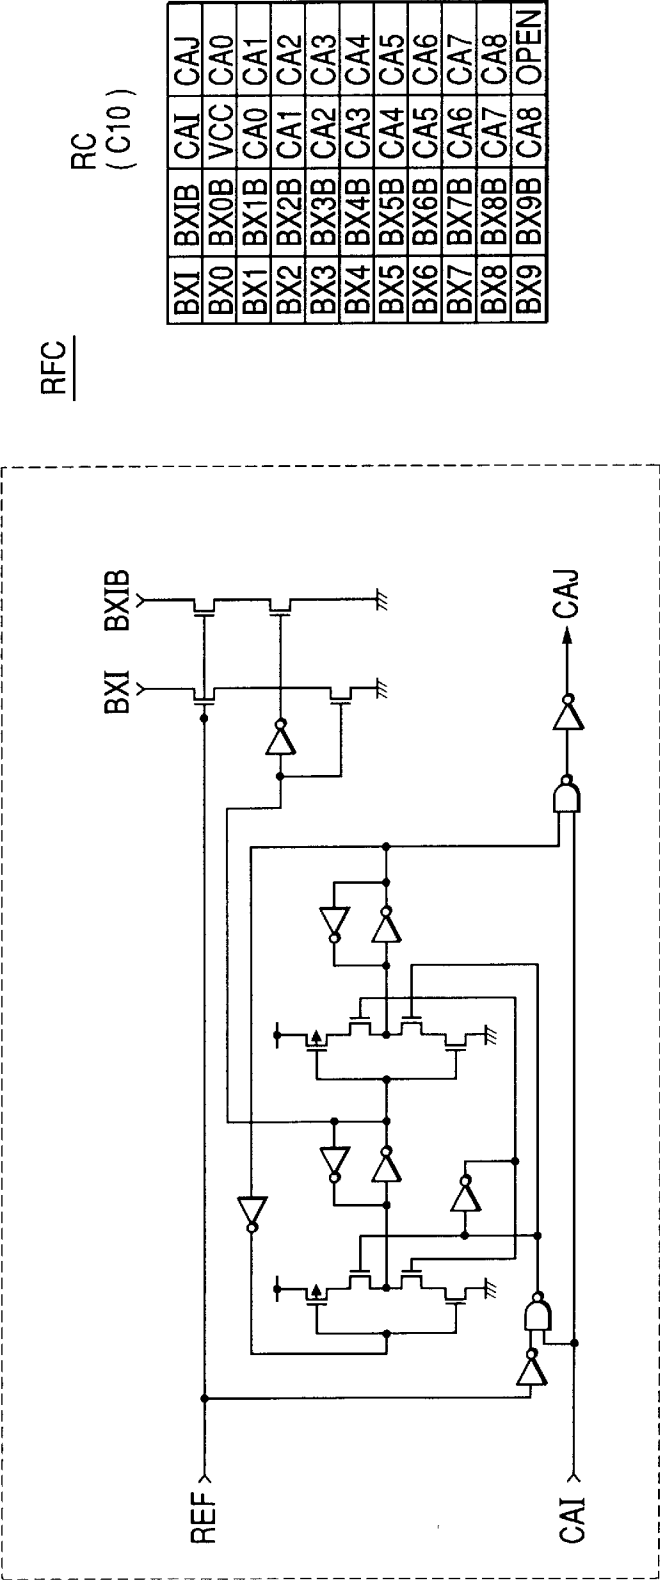 RFC
RC
(C10)
BXI BXIB CAI CAJ
BX0 BX0B VCC CA0
BX1 BX1B CA0 CA1
BX2 BX2B CA1 CA2
BX3 BX3B CA2 CA3
BX4 BX4B CA3 CA4
BX5 BX5B CA4 CA5
BX6 BX6B CA5 CA6
BX7 BX7B CA6 CA7
BX8 BX8B CA7 CA8
BX9 BX9B CA8 OPEN
BXI
BXIB
REF
CAI
CAJ